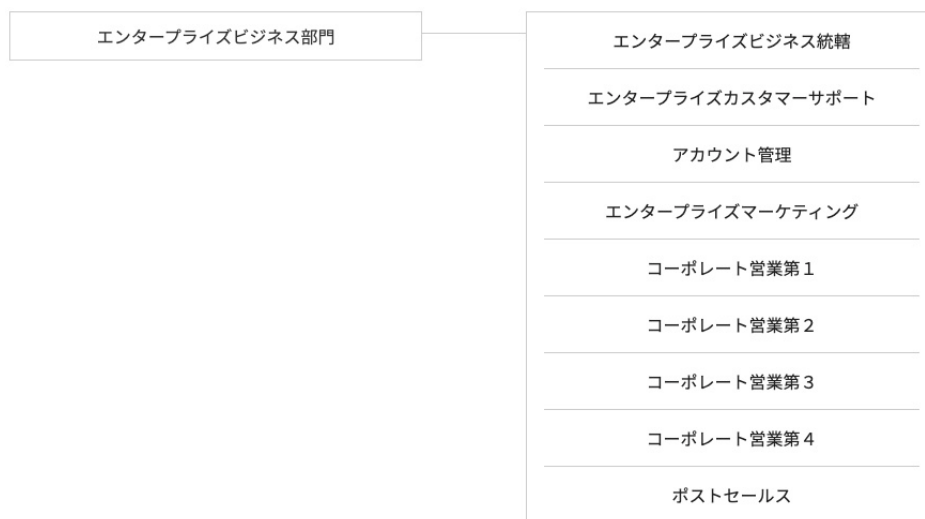 エンタープライズビジネス部門
エンタープライズビジネス統轄
エンタープライズカスタマーサポート
アカウント管理
エンタープライズマーケティング
コーポレート営業第１
コーポレート営業第２
コーポレート営業第３
コーポレート営業第４
ポストセールス